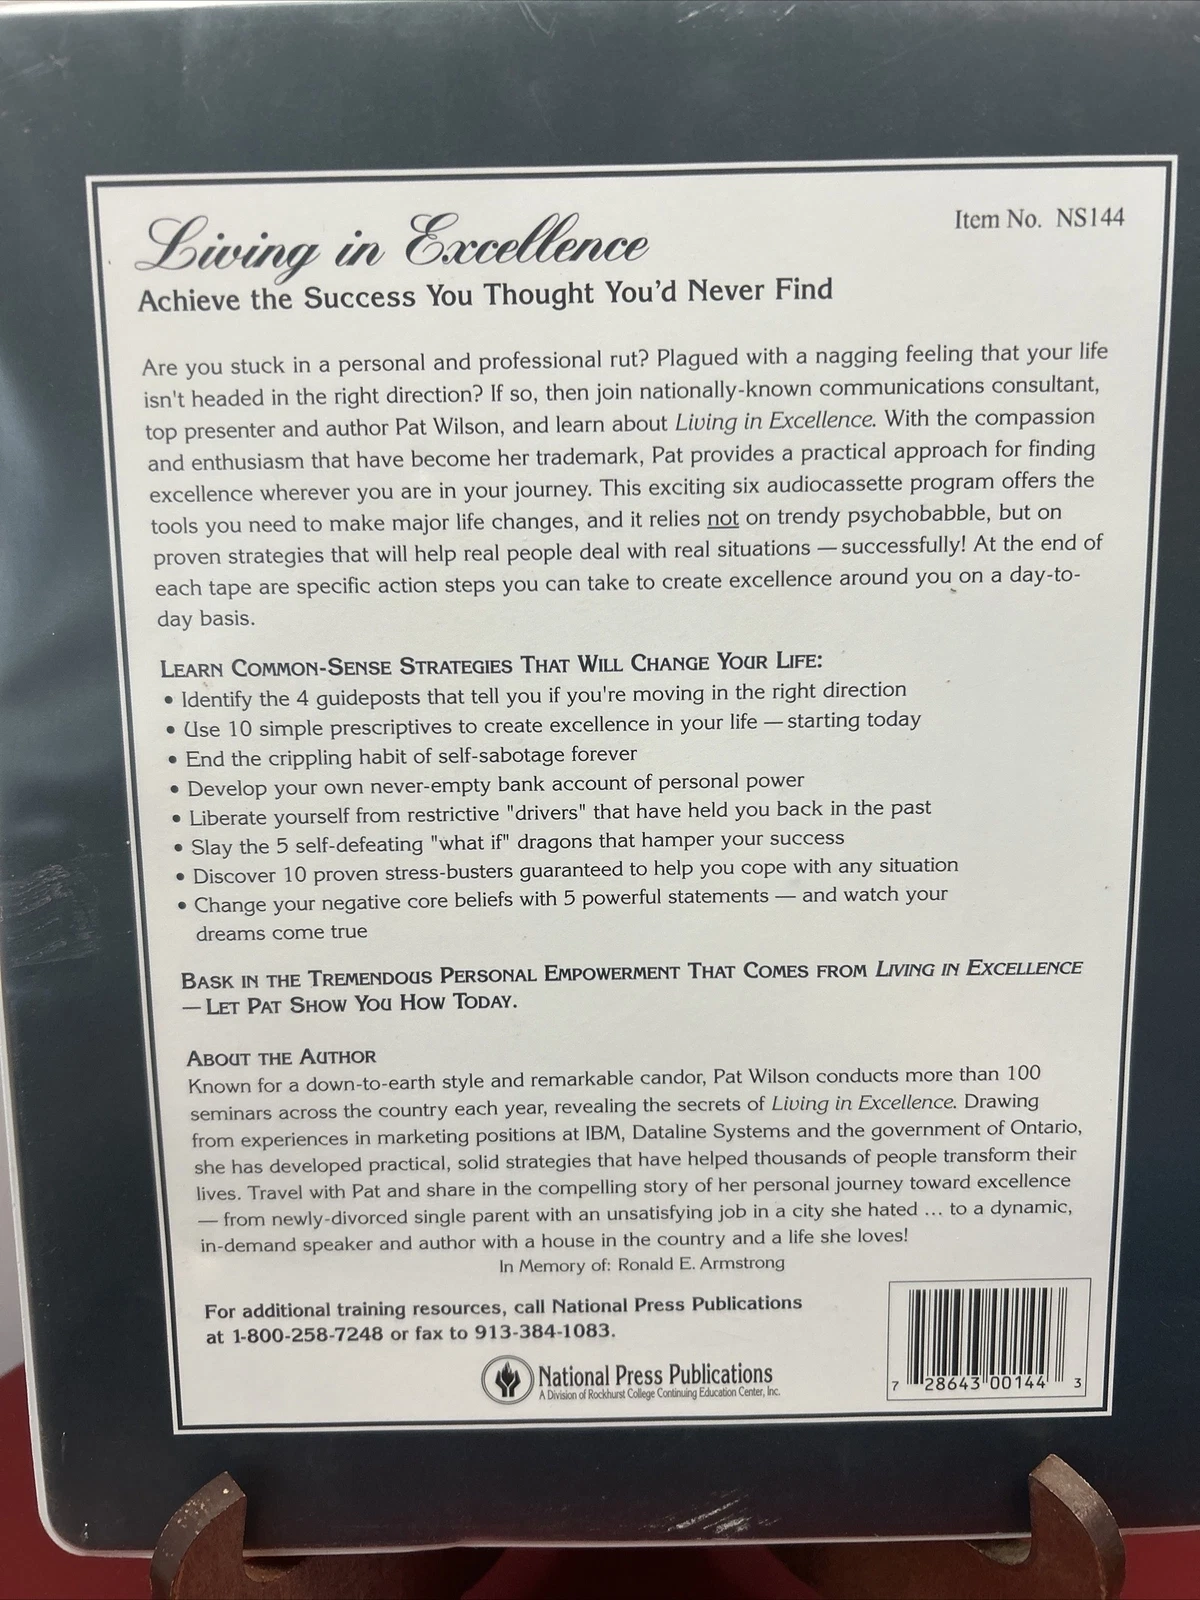 Living in Excellence
Item No. NS144
Achieve the Success You Thought You'd Never Find
Are you stuck in a personal and professional rut? Plagued with a nagging feeling that your life
isn't headed in the right direction? If so, then join nationally-known communications consultant,
top presenter and author Pat Wilson, and learn about Living in Excellence. With the compassion
and enthusiasm that have become her trademark, Pat provides a practical approach for finding
excellence wherever you are in your journey. This exciting six audiocassette program offers the
tools you need to make major life changes, and it relies not on trendy psychobabble, but on
proven strategies that will help real people deal with real situations — successfully! At the end of
each tape are specific action steps you can take to create excellence around you on a day-to-
day basis.
LEARN COMMON-SENSE STRATEGIES THAT WILL CHANGE YOUR LIFE:
• Identify the 4 guideposts that tell you if you're moving in the right direction
• Use 10 simple prescriptives to create excellence in your life — starting today
• End the crippling habit of self-sabotage forever
• Develop your own never-empty bank account of personal power
• Liberate yourself from restrictive "drivers" that have held you back in the past
• Slay the 5 self-defeating "what if" dragons that hamper your success
• Discover 10 proven stress-busters guaranteed to help you cope with any situation
• Change your negative core beliefs with 5 powerful statements — and watch your
dreams come true
BASK IN THE TREMENDOUS PERSONAL EMPOWERMENT THAT COMES FROM LIVING IN EXCELLENCE
— LET PAT SHOW YOU HOW TODAY.
ABOUT THE AUTHOR
Known for a down-to-earth style and remarkable candor, Pat Wilson conducts more than 100
seminars across the country each year, revealing the secrets of Living in Excellence. Drawing
from experiences in marketing positions at IBM, Dataline Systems and the government of Ontario,
she has developed practical, solid strategies that have helped thousands of people transform their
lives. Travel with Pat and share in the compelling story of her personal journey toward excellence
— from newly-divorced single parent with an unsatisfying job in a city she hated ... to a dynamic,
in-demand speaker and author with a house in the country and a life she loves!
In Memory of: Ronald E. Armstrong
For additional training resources, call National Press Publications
at 1-800-258-7248 or fax to 913-384-1083.
National Press Publications
A Division of Rockhurst College Continuing Education Center, Inc.
7 28643 00144 3